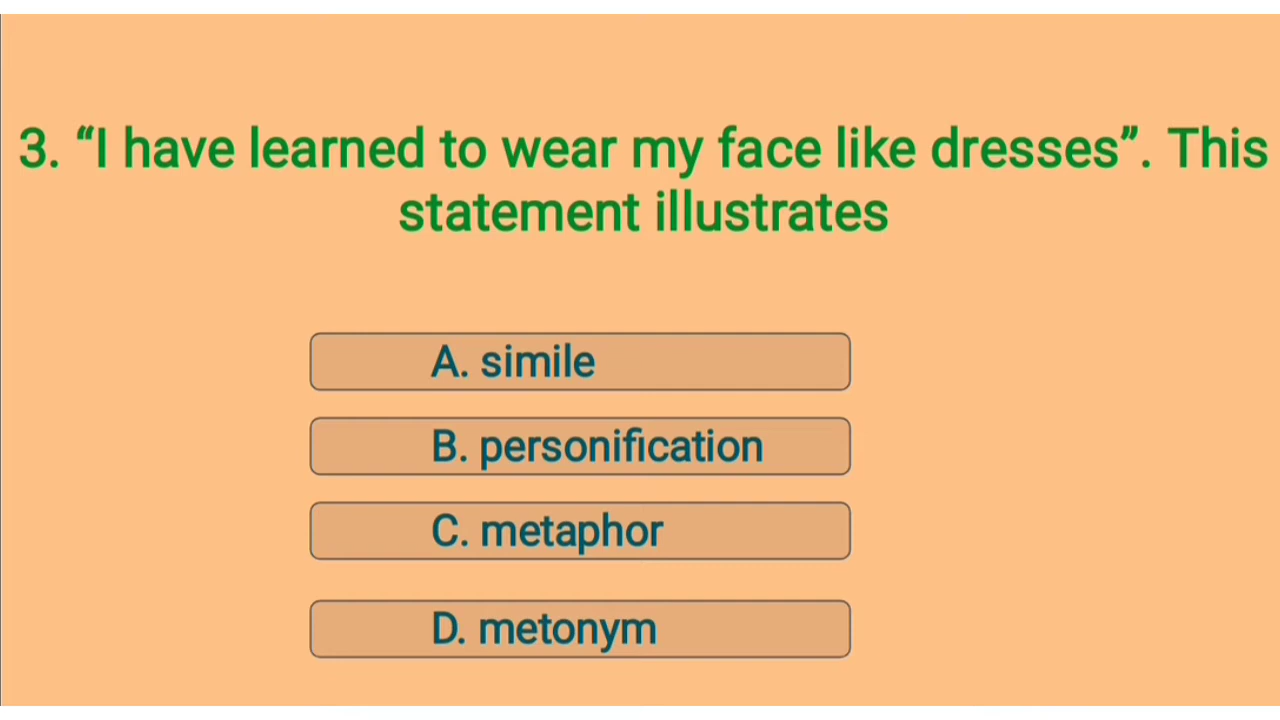 3. “I have learned to wear my face like dresses”. This
statement illustrates
A. simile
B. personification
C. metaphor
D. metonym